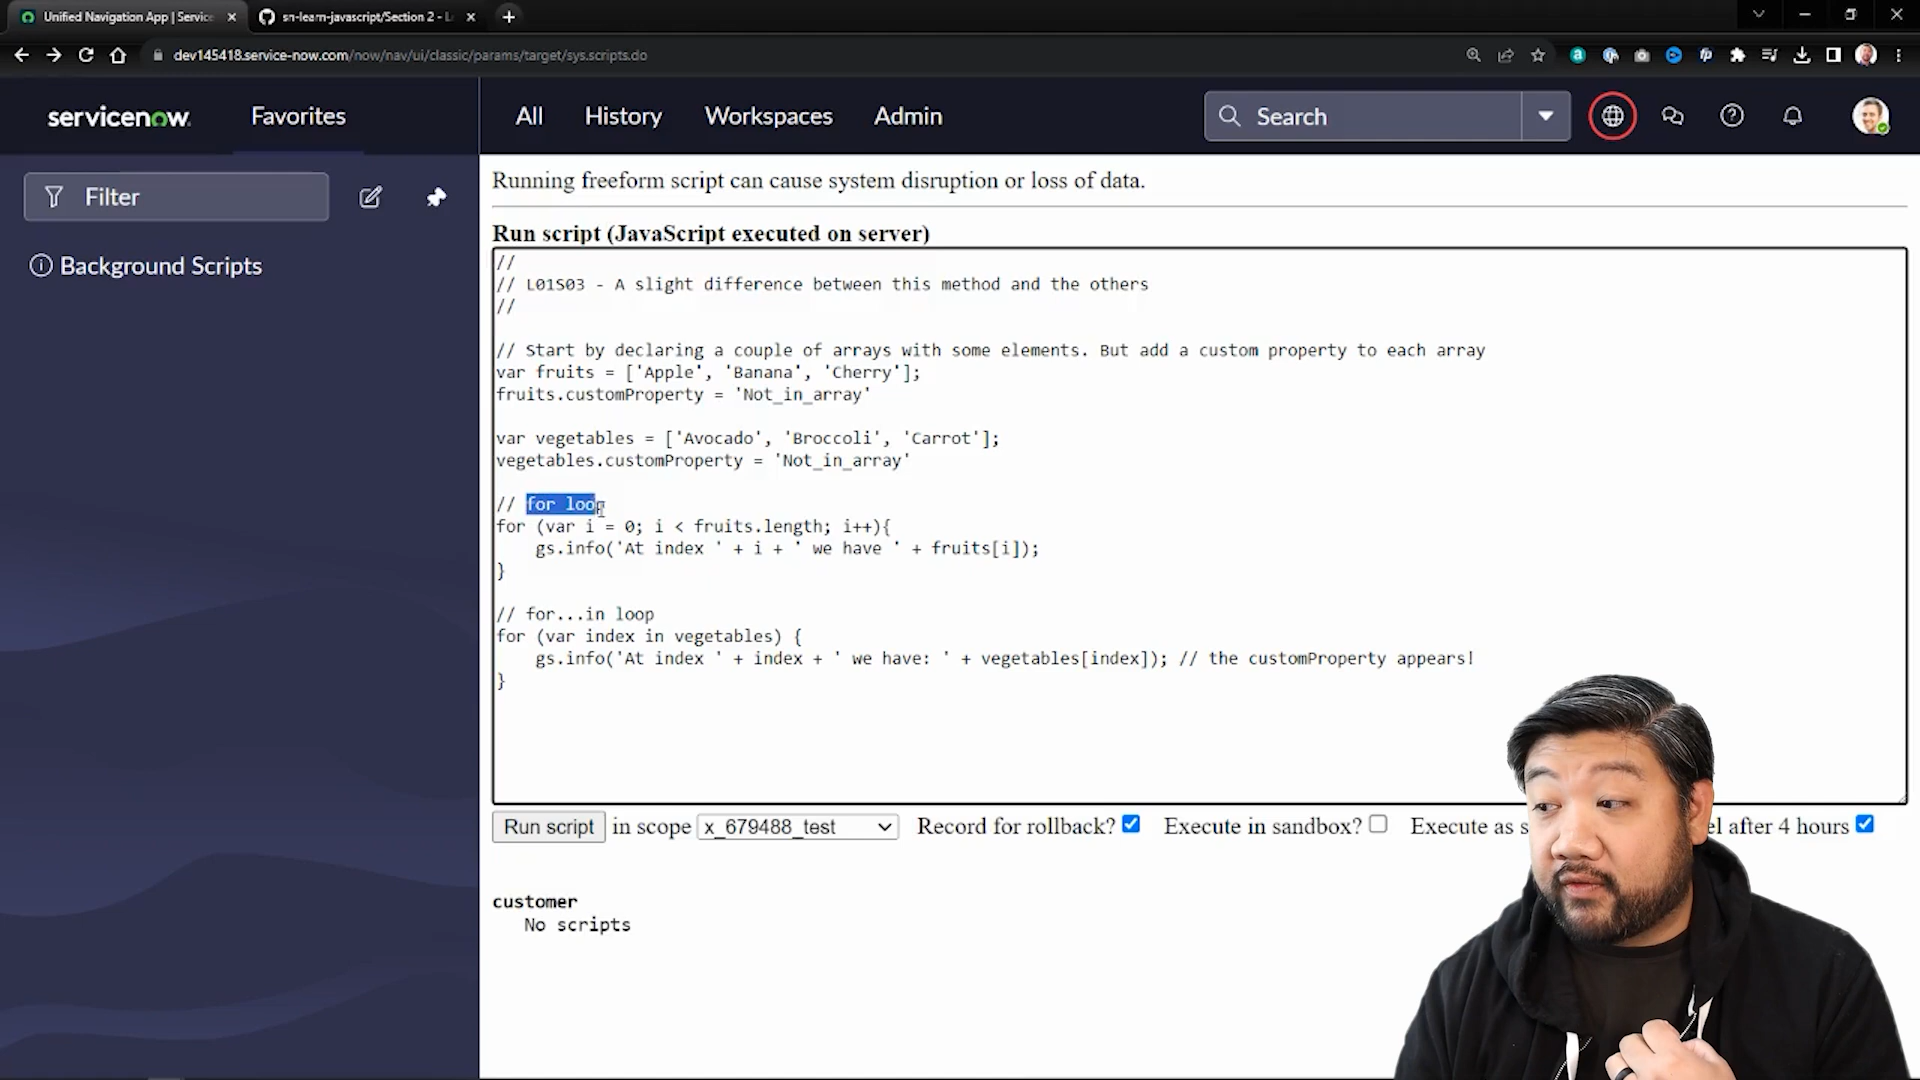 Unified Navigation App | Service
sn-learn-javascript/Section 2 - L
dev145418.service-now.com/now/nav/ui/classic/params/target/sys.scripts.do
servicenow
Favorites
All
History
Workspaces
Admin
Search
Filter
Background Scripts
Running freeform script can cause system disruption or loss of data.
Run script (JavaScript executed on server)
//
// L01S03 - A slight difference between this method and the others
//
// Start by declaring a couple of arrays with some elements. But add a custom property to each array
var fruits = ['Apple', 'Banana', 'Cherry'];
fruits.customProperty = 'Not_in_array'
var vegetables = ['Avocado', 'Broccoli', 'Carrot'];
vegetables.customProperty = 'Not_in_array'
// for loop
for (var i = 0; i < fruits.length; i++){
gs.info('At index ' + i + ' we have ' + fruits[i]);
}
// for...in loop
for (var index in vegetables) {
gs.info('At index ' + index + ' we have: ' + vegetables[index]); // the customProperty appears!
}
Run script in scope x_679488_test Record for rollback? Execute in sandbox? Execute as s el after 4 hours
customer
No scripts